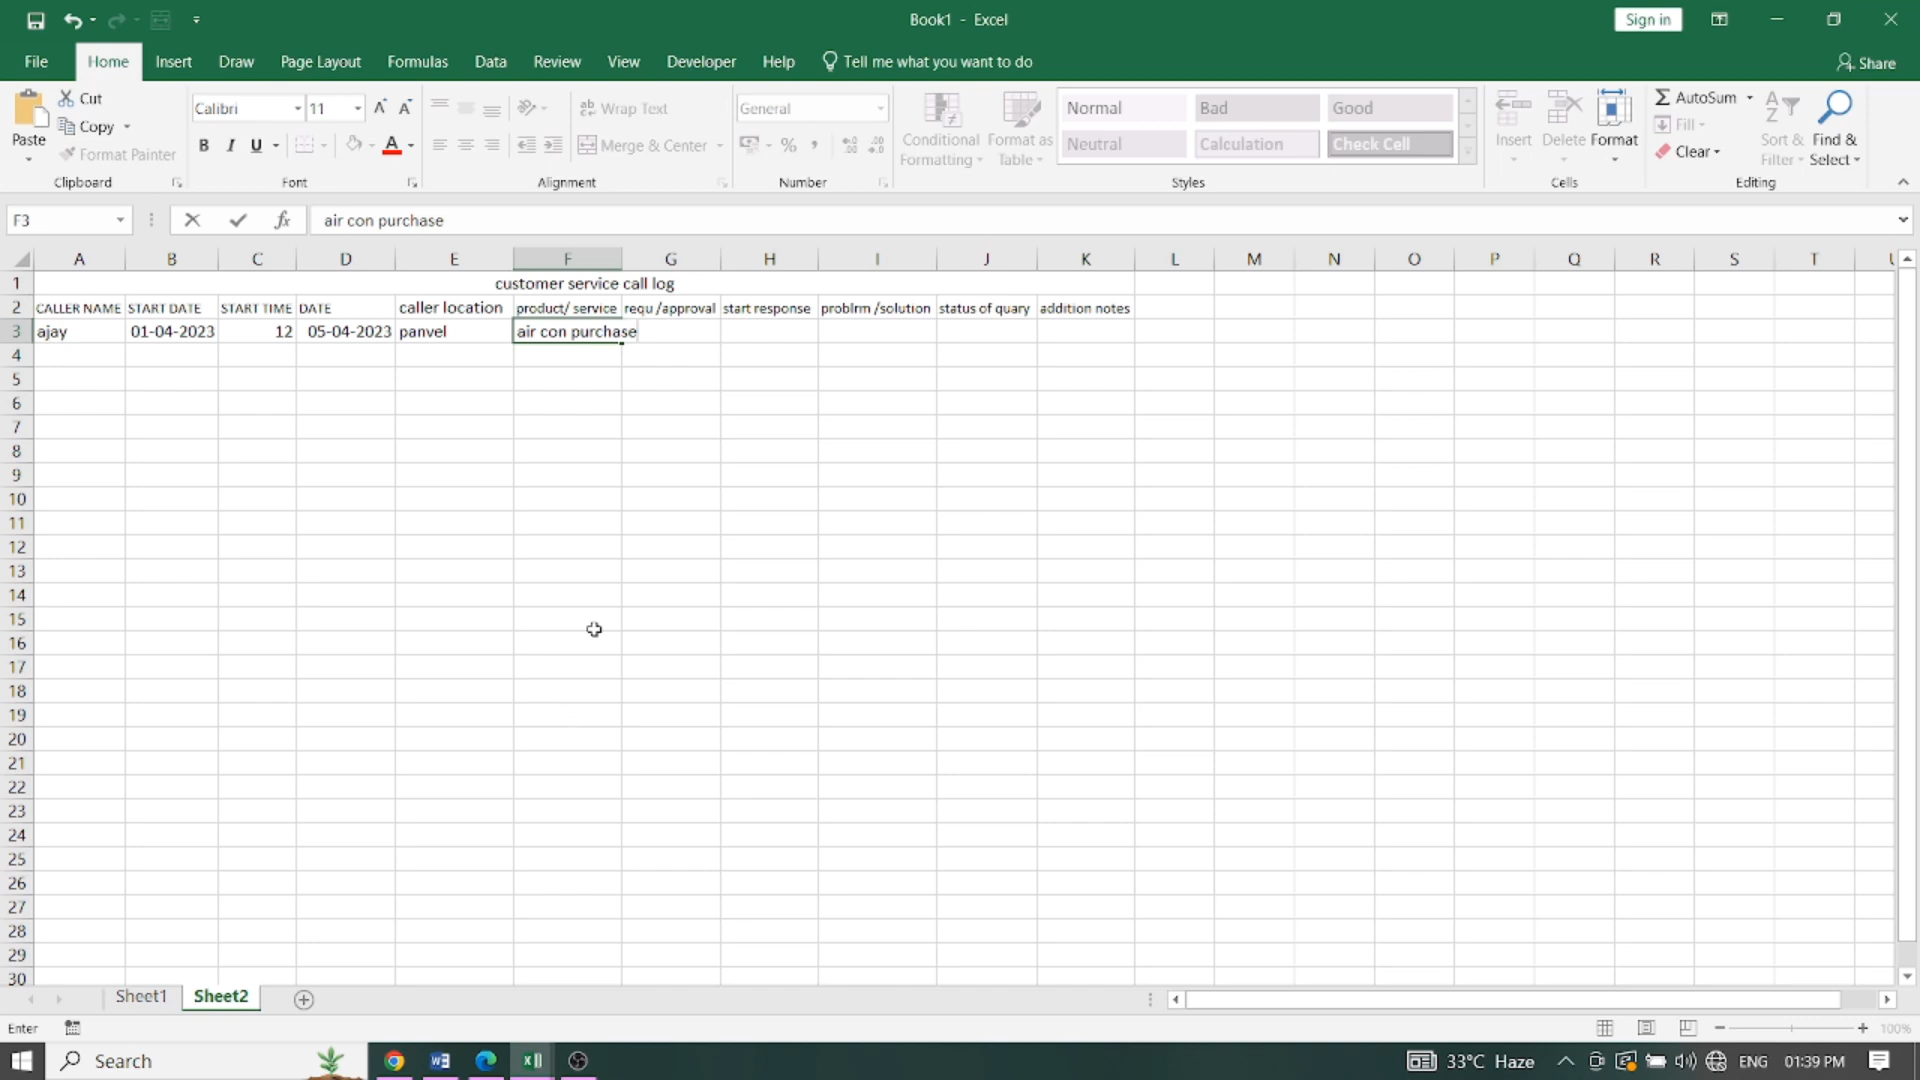 Book1 - Excel
Sign in
File Home Insert Draw Page Layout Formulas Data Review View Developer Help Tell me what you want to do Share
Paste
Cut
Copy
Format Painter
Clipboard
Calibri 11
B I U A
Font
ab Wrap Text
Merge & Center
Alignment
General
%
Number
Conditional Formatting
Format as Table
Normal Bad Good
Neutral Calculation Check Cell
Styles
Insert Delete Format
Cells
AutoSum
Fill
Clear
Sort & Filter
Find & Select
Editing
F3 fx air con purchase
A B C D E F G H I J K L M N O P Q R S T
1 customer service call log
2 CALLER NAME START DATE START TIME DATE caller location product/ service requ /approval start response problrm /solution status of quary addition notes
3 ajay 01-04-2023 12 05-04-2023 panvel air con purchase
4
5
6
7
8
9
10
11
12
13
14
15
16
17
18
19
20
21
22
23
24
25
26
27
28
29
30
Sheet1 Sheet2
Enter 100%
Search 33°C Haze ENG 01:39 PM